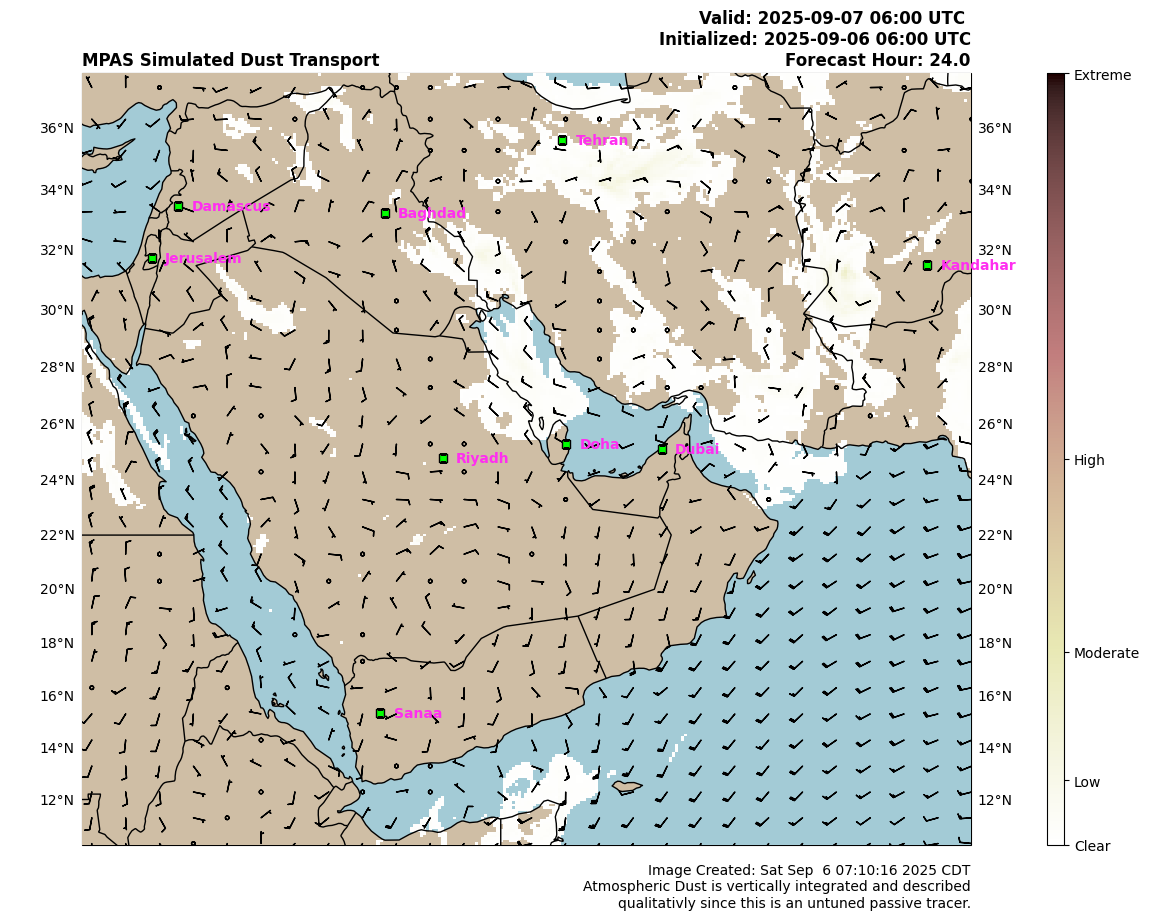 Valid: 2025-09-07 06:00 UTC
Initialized: 2025-09-06 06:00 UTC
MPAS Simulated Dust Transport Forecast Hour: 24.0
Extreme
36°N Tehran 36°N
34°N 34°N
Damascus
Baghdad
32°N 32°N
Jerusalem
Kandahar
30°N 30°N
28°N 28°N
26°N 26°N
Doha
Dubai
Riyadh High
24°N 24°N
22°N 22°N
20°N 20°N
18°N 18°N
Moderate
16°N 16°N
Sanaa
14°N 14°N
Low
12°N 12°N
Clear
Image Created: Sat Sep  6 07:10:16 2025 CDT
Atmospheric Dust is vertically integrated and described
qualitativly since this is an untuned passive tracer.